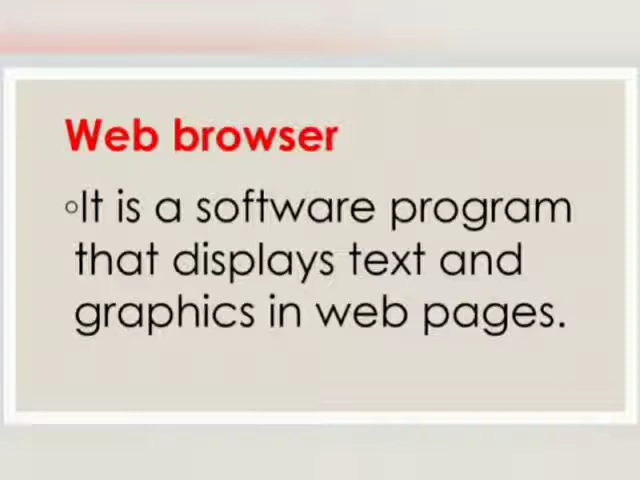 Web browser
◦It is a software program
that displays text and
graphics in web pages.